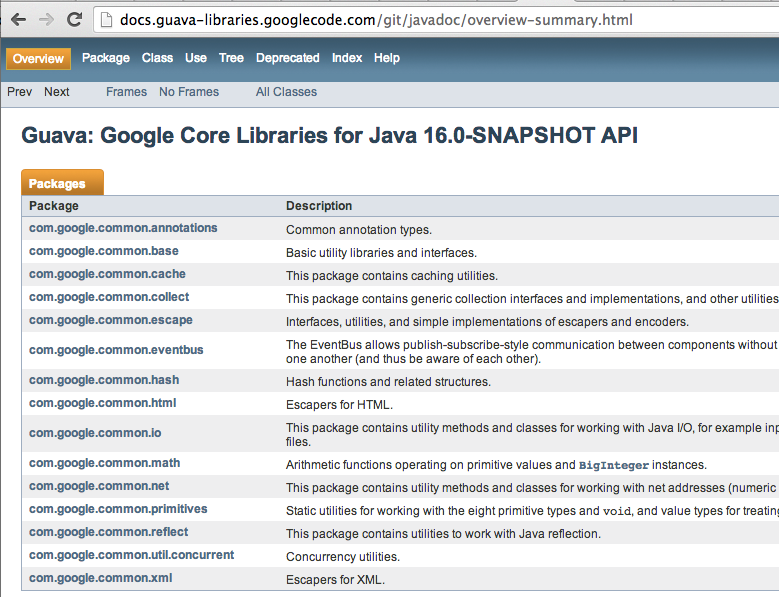 docs.guava-libraries.googlecode.com/git/javadoc/overview-summary.html
Overview Package Class Use Tree Deprecated Index Help
Prev Next Frames No Frames All Classes
Guava: Google Core Libraries for Java 16.0-SNAPSHOT API
Packages
Package Description
com.google.common.annotations Common annotation types.
com.google.common.base Basic utility libraries and interfaces.
com.google.common.cache This package contains caching utilities.
com.google.common.collect This package contains generic collection interfaces and implementations, and other utilities
com.google.common.escape Interfaces, utilities, and simple implementations of escapers and encoders.
com.google.common.eventbus The EventBus allows publish-subscribe-style communication between components without
one another (and thus be aware of each other).
com.google.common.hash Hash functions and related structures.
com.google.common.html Escapers for HTML.
com.google.common.io This package contains utility methods and classes for working with Java I/O, for example inp
files.
com.google.common.math Arithmetic functions operating on primitive values and BigInteger instances.
com.google.common.net This package contains utility methods and classes for working with net addresses (numeric
com.google.common.primitives Static utilities for working with the eight primitive types and void, and value types for treating
com.google.common.reflect This package contains utilities to work with Java reflection.
com.google.common.util.concurrent Concurrency utilities.
com.google.common.xml Escapers for XML.